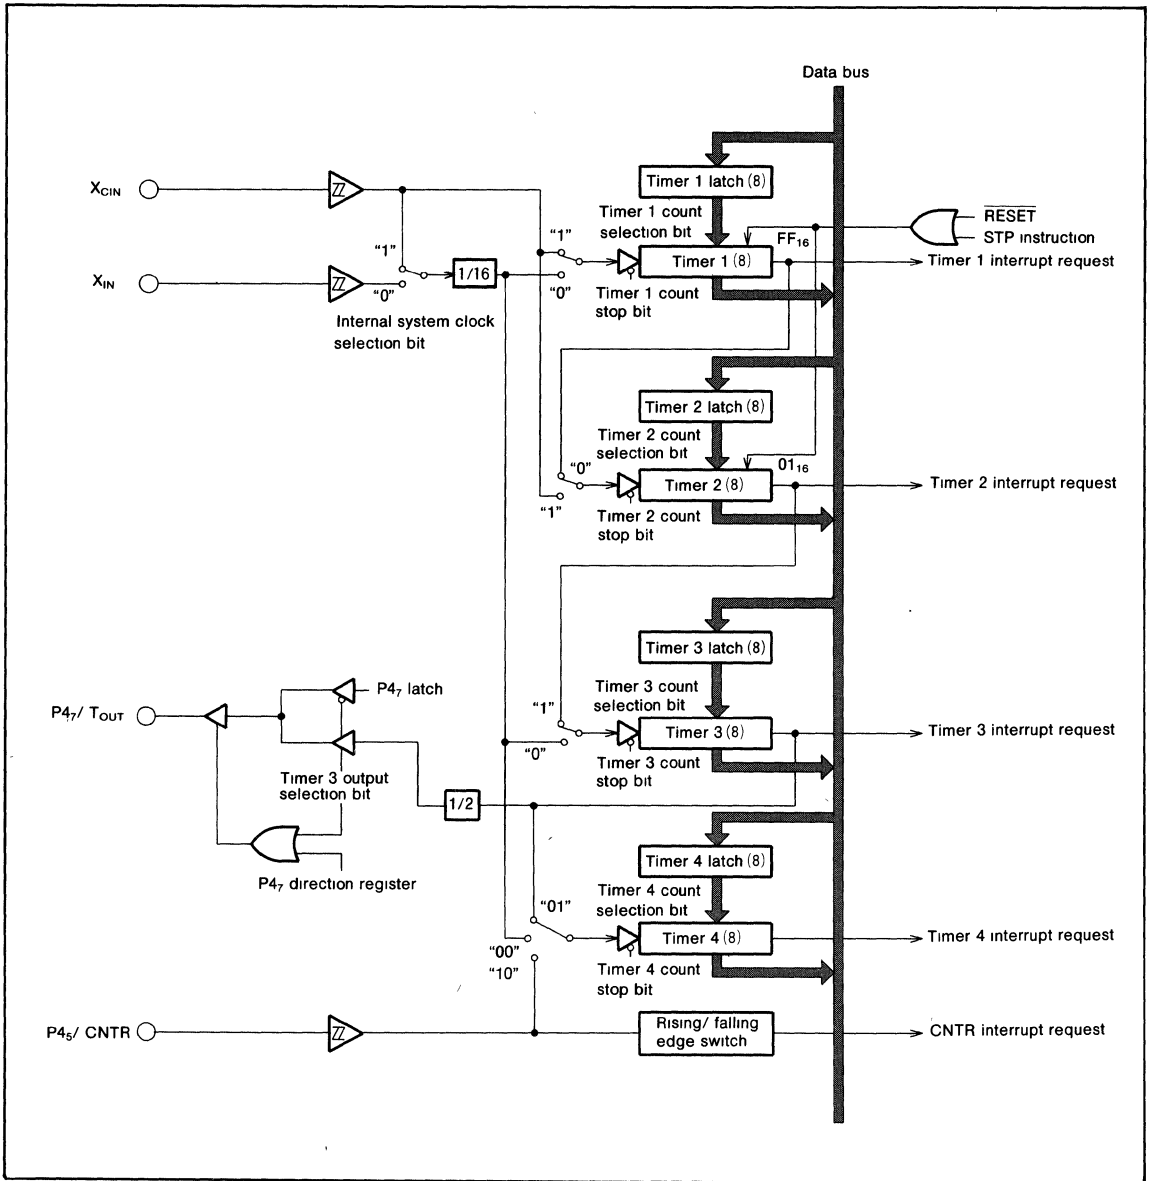 Data bus
Timer 1 latch (8)
XCIN
Timer 1 count
selection bit
FF16
RESET
STP instruction
"1"
"1"
Timer 1 (8)
Timer 1 interrupt request
XIN
1/16
"0"
"0"
Timer 1 count
stop bit
Internal system clock
selection bit
Timer 2 latch (8)
Timer 2 count
selection bit
"0"
0116
Timer 2 (8)
Timer 2 interrupt request
"1"
Timer 2 count
stop bit
Timer 3 latch (8)
P47 latch
Timer 3 count
selection bit
P47/ TOUT
"1"
Timer 3 (8)
Timer 3 interrupt request
"0"
Timer 3 count
stop bit
Timer 3 output
selection bit
1/2
Timer 4 latch (8)
P47 direction register
Timer 4 count
selection bit
"01"
Timer 4 (8)
Timer 4 interrupt request
"00"
"10"
Timer 4 count
stop bit
P45/ CNTR
Rising/ falling
edge switch
CNTR interrupt request